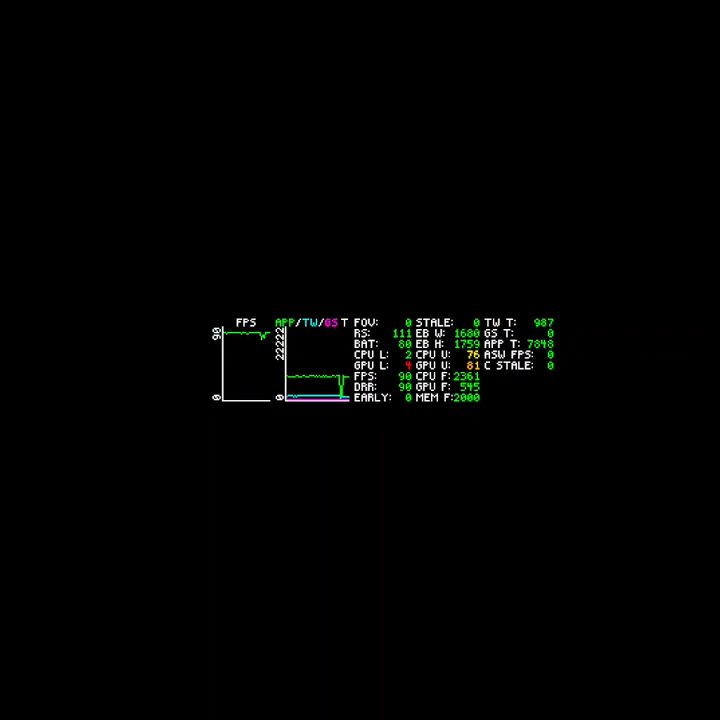 FPS APP/TW/GS T FOV: 0 STALE: 0 TW T: 987
90 22222 RS: 111 EB W: 1680 GS T: 0
BAT: 80 EB H: 1759 APP T: 7848
CPU L: 2 CPU U: 76 ASW FPS: 0
GPU L: 4 GPU U: 81 C STALE: 0
FPS: 90 CPU F: 2361
DRR: 90 GPU F: 545
0 0 EARLY: 0 MEM F: 2000